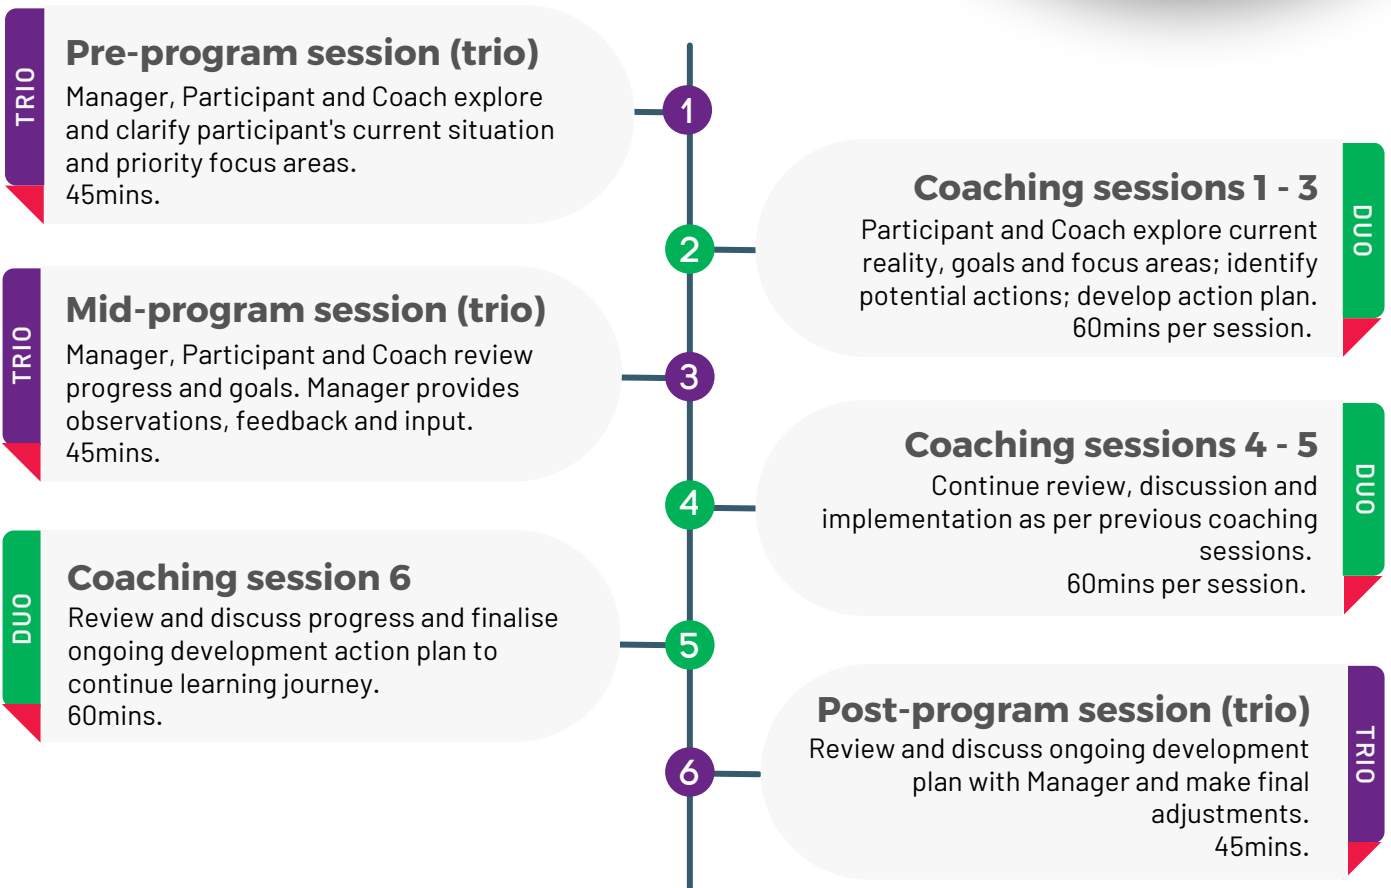 TRIO
Pre-program session (trio)
Manager, Participant and Coach explore
and clarify participant's current situation
and priority focus areas.
45mins.
1
Coaching sessions 1 - 3
Participant and Coach explore current
reality, goals and focus areas; identify
potential actions; develop action plan.
60mins per session.
DUO
2
TRIO
Mid-program session (trio)
Manager, Participant and Coach review
progress and goals. Manager provides
observations, feedback and input.
45mins.
3
Coaching sessions 4 - 5
Continue review, discussion and
implementation as per previous coaching
sessions.
60mins per session.
DUO
4
DUO
Coaching session 6
Review and discuss progress and finalise
ongoing development action plan to
continue learning journey.
60mins.
5
Post-program session (trio)
Review and discuss ongoing development
plan with Manager and make final
adjustments.
45mins.
TRIO
6